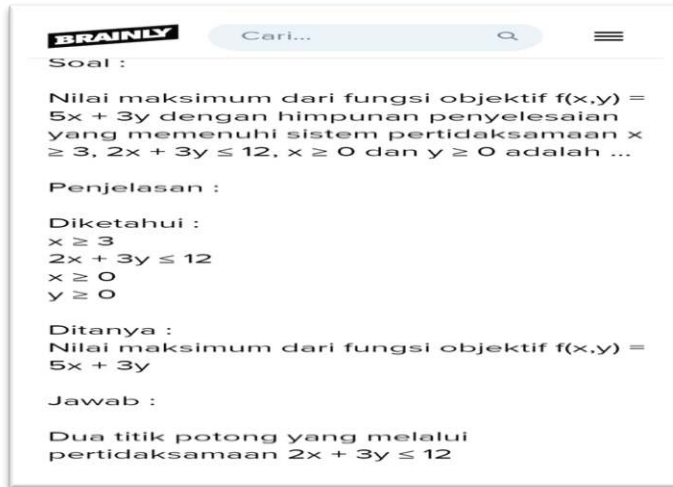 BRAINLY
Cari...
Soal :
Nilai maksimum dari fungsi objektif f(x,y) =
5x + 3y dengan himpunan penyelesaian
yang memenuhi sistem pertidaksamaan x
≥ 3, 2x + 3y ≤ 12, x ≥ 0 dan y ≥ 0 adalah ...
Penjelasan :
Diketahui :
x ≥ 3
2x + 3y ≤ 12
x ≥ 0
y ≥ 0
Ditanya :
Nilai maksimum dari fungsi objektif f(x,y) =
5x + 3y
Jawab :
Dua titik potong yang melalui
pertidaksamaan 2x + 3y ≤ 12